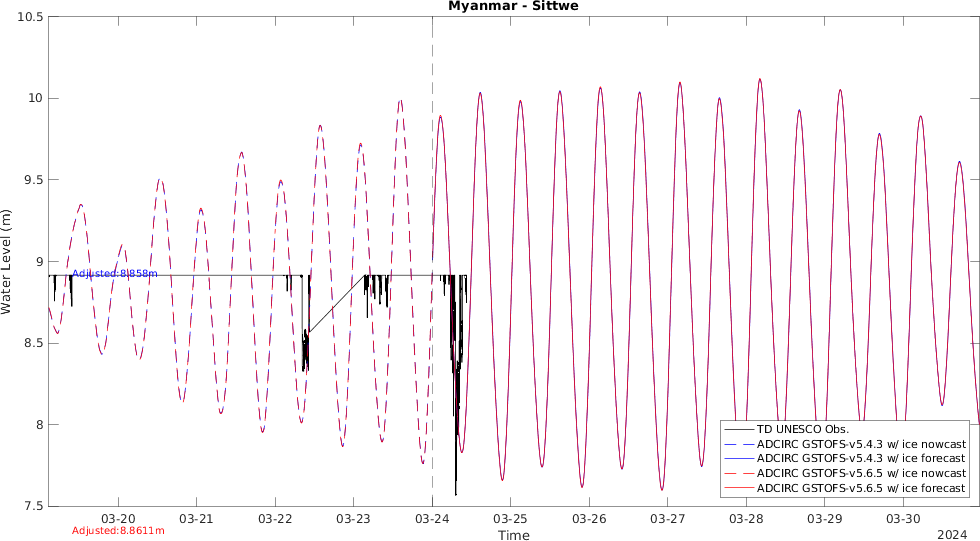 Myanmar - Sittwe
10.5
10
9.5
9
8.5
8
7.5
Water Level (m)
Adjusted:8.858m
TD UNESCO Obs.
ADCIRC GSTOFS-v5.4.3 w/ ice nowcast
ADCIRC GSTOFS-v5.4.3 w/ ice forecast
ADCIRC GSTOFS-v5.6.5 w/ ice nowcast
ADCIRC GSTOFS-v5.6.5 w/ ice forecast
03-20 03-21 03-22 03-23 03-24 03-25 03-26 03-27 03-28 03-29 03-30
Adjusted:8.8611m
Time
2024